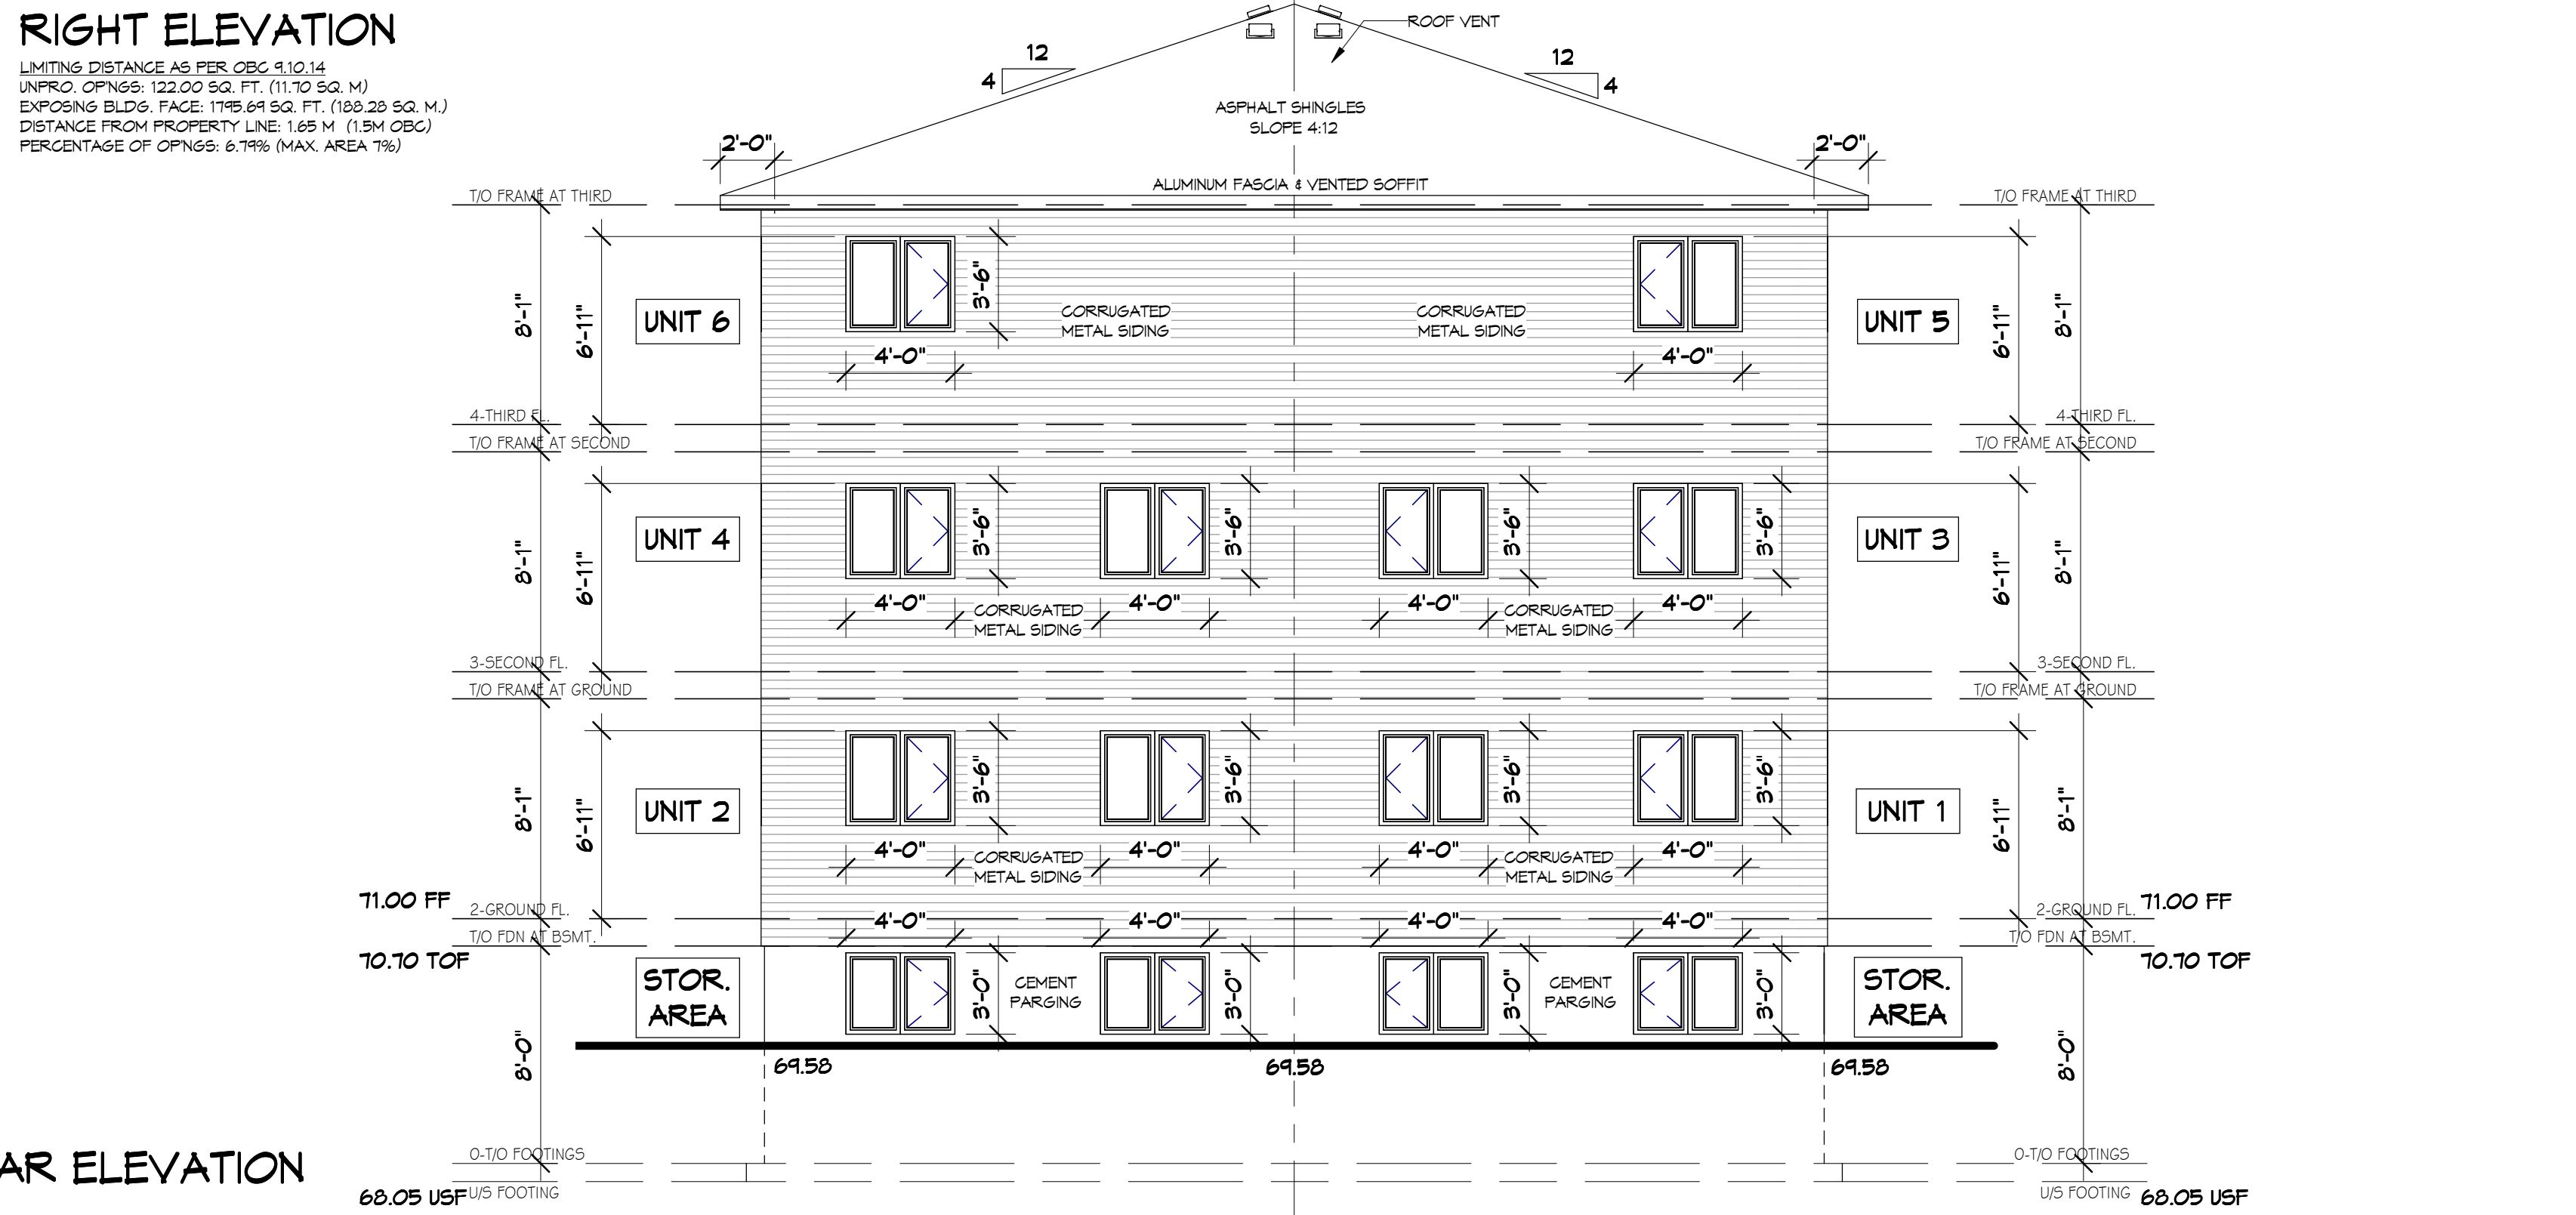 RIGHT ELEVATION
LIMITING DISTANCE AS PER OBC 9.10.14
UNPRO. OP'NGS: 122.00 SQ. FT. (11.70 SQ. M)
EXPOSING BLDG. FACE: 1795.69 SQ. FT. (188.28 SQ. M.)
DISTANCE FROM PROPERTY LINE: 1.65 M (1.5M OBC)
PERCENTAGE OF OP'NGS: 6.79% (MAX. AREA 7%)
ROOF VENT
12
4
12
4
ASPHALT SHINGLES
SLOPE 4:12
2'-0"
2'-0"
ALUMINUM FASCIA & VENTED SOFFIT
T/O FRAME AT THIRD
T/O FRAME AT THIRD
8'-1"
6'-11"
UNIT 6
3'-6"
CORRUGATED
METAL SIDING
CORRUGATED
METAL SIDING
UNIT 5
6'-11"
8'-1"
4'-0"
4'-0"
4-THIRD FL.
4-THIRD FL.
T/O FRAME AT SECOND
T/O FRAME AT SECOND
8'-1"
6'-11"
UNIT 4
3'-6"
3'-6"
3'-6"
3'-6"
UNIT 3
6'-11"
8'-1"
4'-0"
CORRUGATED
METAL SIDING
4'-0"
4'-0"
CORRUGATED
METAL SIDING
4'-0"
3-SECOND FL.
3-SECOND FL.
T/O FRAME AT GROUND
T/O FRAME AT GROUND
8'-1"
6'-11"
UNIT 2
3'-6"
3'-6"
3'-6"
3'-6"
UNIT 1
6'-11"
8'-1"
4'-0"
CORRUGATED
METAL SIDING
4'-0"
4'-0"
CORRUGATED
METAL SIDING
4'-0"
71.00 FF
2-GROUND FL.
4'-0"
4'-0"
4'-0"
4'-0"
2-GROUND FL.
71.00 FF
T/O FDN AT BSMT.
T/O FDN AT BSMT.
70.70 TOF
70.70 TOF
STOR.
AREA
3'-0"
CEMENT
PARGING
3'-0"
3'-0"
CEMENT
PARGING
3'-0"
STOR.
AREA
8'-0"
69.58
69.58
69.58
8'-0"
AR ELEVATION
O-T/O FOOTINGS
O-T/O FOOTINGS
68.05 USF
U/S FOOTING
U/S FOOTING
68.05 USF